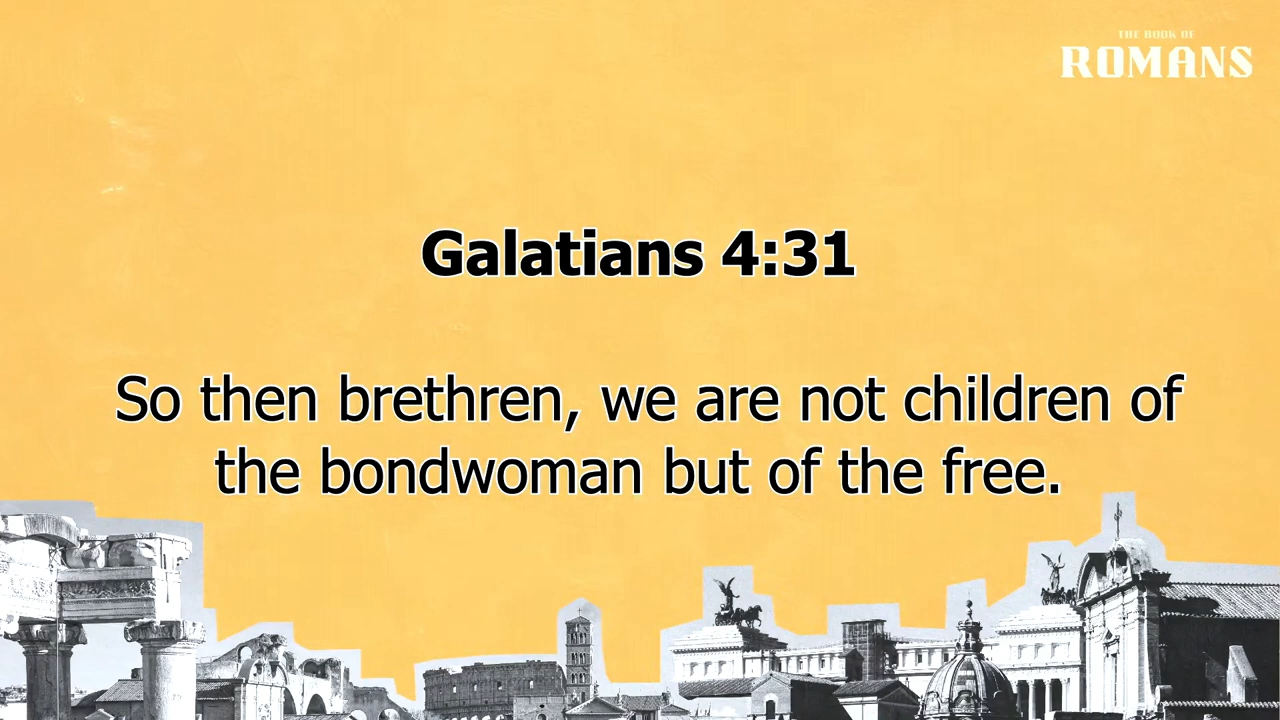 THE BOOK OF
ROMANS
Galatians 4:31
So then brethren, we are not children of
the bondwoman but of the free.